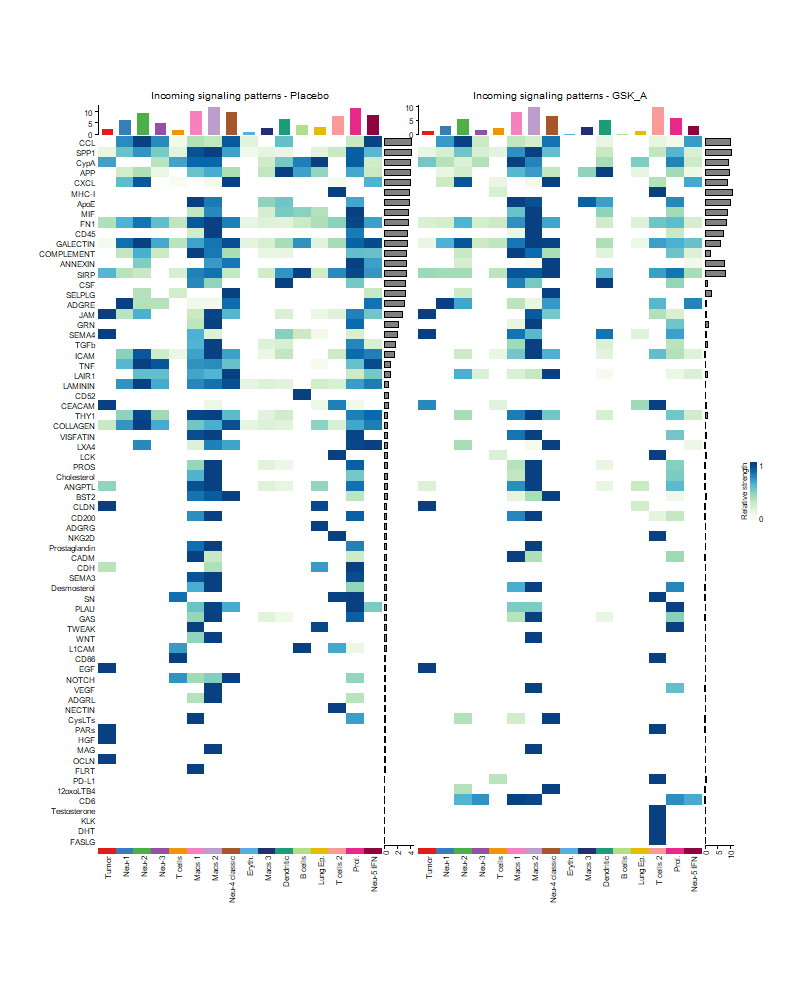 Incoming signaling patterns - Placebo
Incoming signaling patterns - GSK_A
10
5
0
10
5
0
CCL
SPP1
CypA
APP
CXCL
MHC-I
ApoE
MIF
FN1
CD45
GALECTIN
COMPLEMENT
ANNEXIN
SIRP
CSF
SELPLG
ADGRE
JAM
GRN
SEMA4
TGFb
ICAM
TNF
LAIR1
LAMININ
CD52
CEACAM
THY1
COLLAGEN
VISFATIN
LXA4
LCK
PROS
Cholesterol
ANGPTL
BST2
CLDN
CD200
ADGRG
NKG2D
Prostaglandin
CADM
CDH
SEMA3
Desmosterol
SN
PLAU
GAS
TWEAK
WNT
L1CAM
CD86
EGF
NOTCH
VEGF
ADGRL
NECTIN
CysLTs
PARs
HGF
MAG
OCLN
FLRT
PD-L1
12oxoLTB4
CD6
Testosterone
KLK
DHT
FASLG
Tumor
Neu-1
Neu-2
Neu-3
T cells
Macs 1
Macs 2
Neu-4 classic
Eryth.
Macs 3
Dendritic
B cells
Lung Ep.
T cells 2
Prol.
Neu-5 IFN
0
2
4
Tumor
Neu-1
Neu-2
Neu-3
T cells
Macs 1
Macs 2
Neu-4 classic
Eryth.
Macs 3
Dendritic
B cells
Lung Ep.
T cells 2
Prol.
Neu-5 IFN
0
5
10
Relative strength
1
0